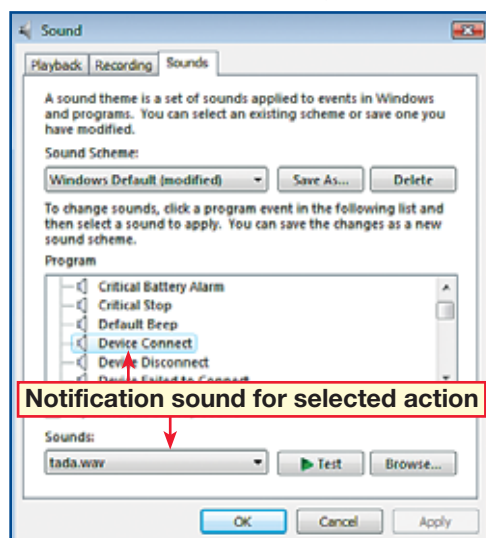 Sound
Playback Recording Sounds
A sound theme is a set of sounds applied to events in Windows
and programs. You can select an existing scheme or save one you
have modified.
Sound Scheme:
Windows Default (modified) Save As... Delete
To change sounds, click a program event in the following list and
then select a sound to apply. You can save the changes as a new
sound scheme.
Program
Critical Battery Alarm
Critical Stop
Default Beep
Device Connect
Device Disconnect
Device Failed to Connect
Notification sound for selected action
Sounds:
tada.wav Test Browse...
OK Cancel Apply